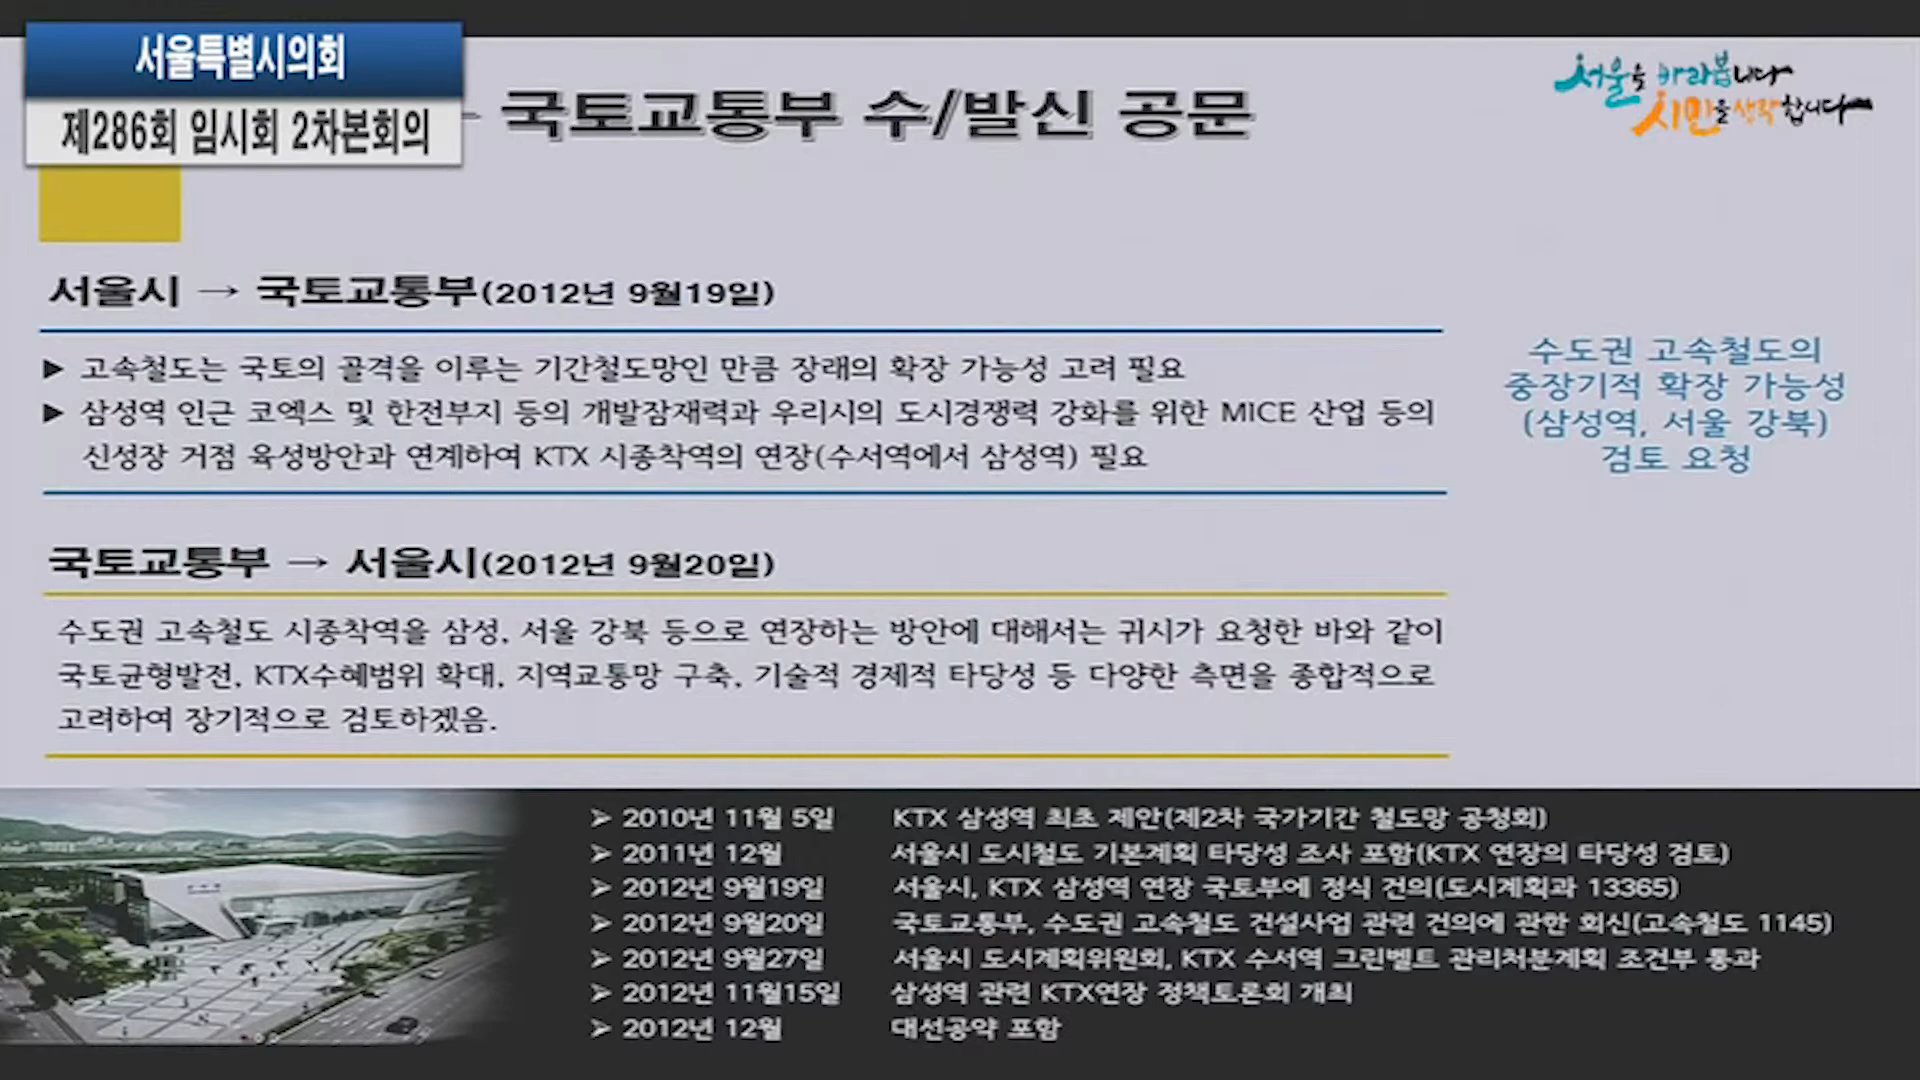 서울특별시의회
제286회 임시회 2차본회의
- 국토교통부 수/발신 공문
서울을 바라봅니다
시민을 생각합니다
서울시 → 국토교통부(2012년 9월19일)
▶ 고속철도는 국토의 골격을 이루는 기간철도망인 만큼 장래의 확장 가능성 고려 필요
▶ 삼성역 인근 코엑스 및 한전부지 등의 개발잠재력과 우리시의 도시경쟁력 강화를 위한 MICE 산업 등의
신성장 거점 육성방안과 연계하여 KTX 시종착역의 연장(수서역에서 삼성역) 필요
수도권 고속철도의
중장기적 확장 가능성
(삼성역, 서울 강북)
검토 요청
국토교통부 → 서울시(2012년 9월20일)
수도권 고속철도 시종착역을 삼성, 서울 강북 등으로 연장하는 방안에 대해서는 귀시가 요청한 바와 같이
국토균형발전, KTX수혜범위 확대, 지역교통망 구축, 기술적 경제적 타당성 등 다양한 측면을 종합적으로
고려하여 장기적으로 검토하겠음.
➢ 2010년 11월 5일 KTX 삼성역 최초 제안(제2차 국가기간 철도망 공청회)
➢ 2011년 12월 서울시 도시철도 기본계획 타당성 조사 포함(KTX 연장의 타당성 검토)
➢ 2012년 9월19일 서울시, KTX 삼성역 연장 국토부에 정식 건의(도시계획과 13365)
➢ 2012년 9월20일 국토교통부, 수도권 고속철도 건설사업 관련 건의에 관한 회신(고속철도 1145)
➢ 2012년 9월27일 서울시 도시계획위원회, KTX 수서역 그린벨트 관리처분계획 조건부 통과
➢ 2012년 11월15일 삼성역 관련 KTX연장 정책토론회 개최
➢ 2012년 12월 대선공약 포함